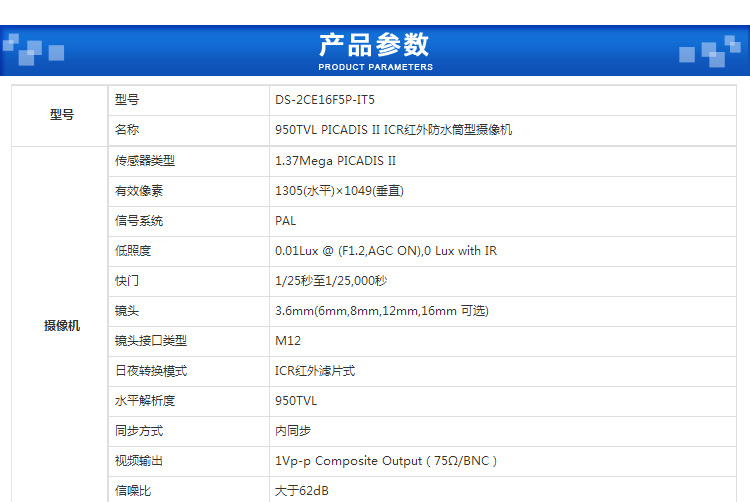 产品参数
PRODUCT PARAMETERS
型号
型号 DS-2CE16F5P-IT5
名称 950TVL PICADIS II ICR红外防水筒型摄像机
摄像机
传感器类型 1.37Mega PICADIS II
有效像素 1305(水平)×1049(垂直)
信号系统 PAL
低照度 0.01Lux @ (F1.2,AGC ON),0 Lux with IR
快门 1/25秒至1/25,000秒
镜头 3.6mm(6mm,8mm,12mm,16mm 可选)
镜头接口类型 M12
日夜转换模式 ICR红外滤片式
水平解析度 950TVL
同步方式 内同步
视频输出 1Vp-p Composite Output ( 75Ω/BNC )
信噪比 大于62dB